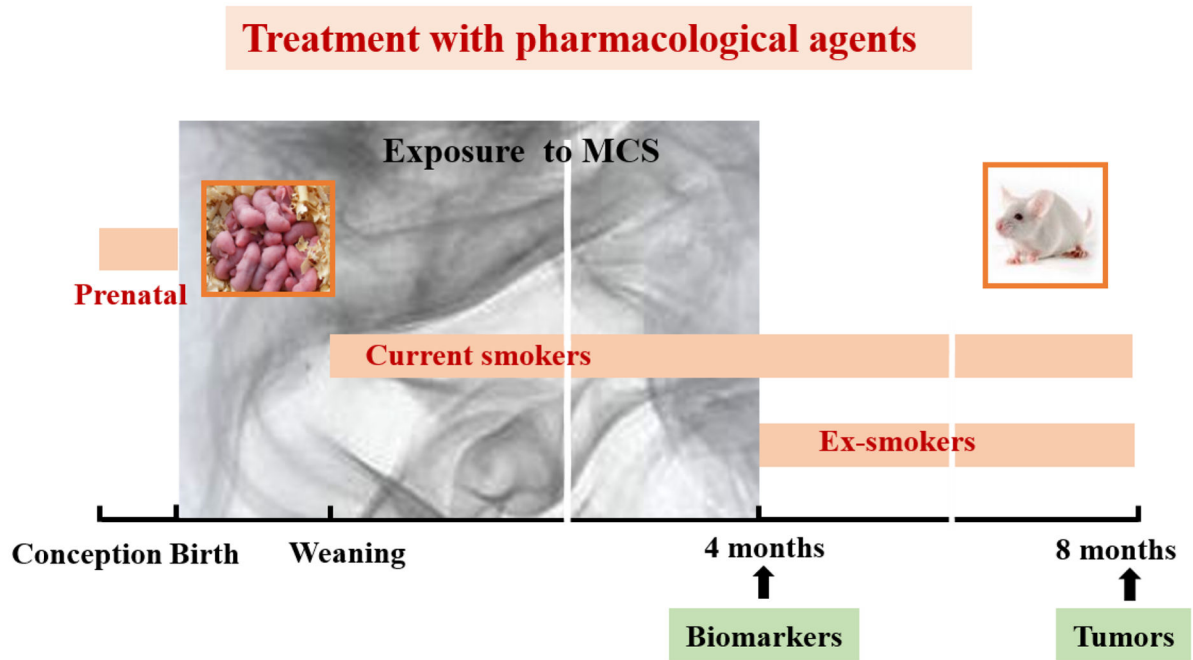 Treatment with pharmacological agents
Exposure to MCS
Prenatal
Current smokers
Ex-smokers
Conception Birth Weaning 4 months 8 months
Biomarkers Tumors